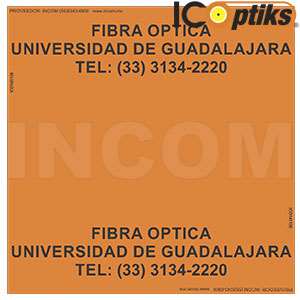 ICOptiks
FIBRA OPTICA
UNIVERSIDAD DE GUADALAJARA
TEL: (33) 3134-2220
INCOM
FIBRA OPTICA
UNIVERSIDAD DE GUADALAJARA
TEL: (33) 3134-2220